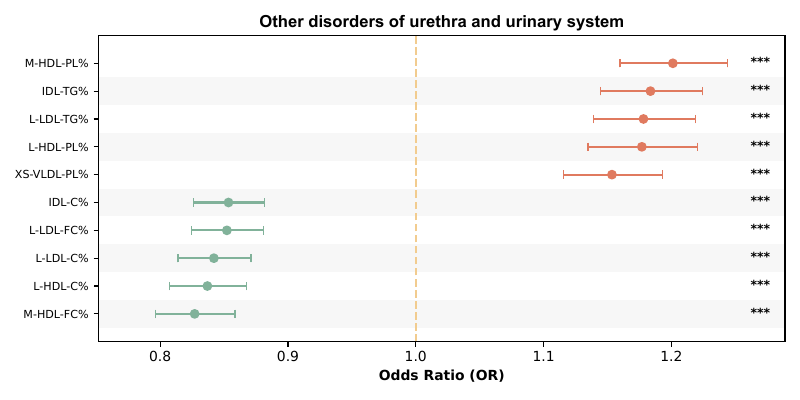 Other disorders of urethra and urinary system
M-HDL-PL% ***
IDL-TG% ***
L-LDL-TG% ***
L-HDL-PL% ***
XS-VLDL-PL% ***
IDL-C% ***
L-LDL-FC% ***
L-LDL-C% ***
L-HDL-C% ***
M-HDL-FC% ***
0.8 0.9 1.0 1.1 1.2
Odds Ratio (OR)